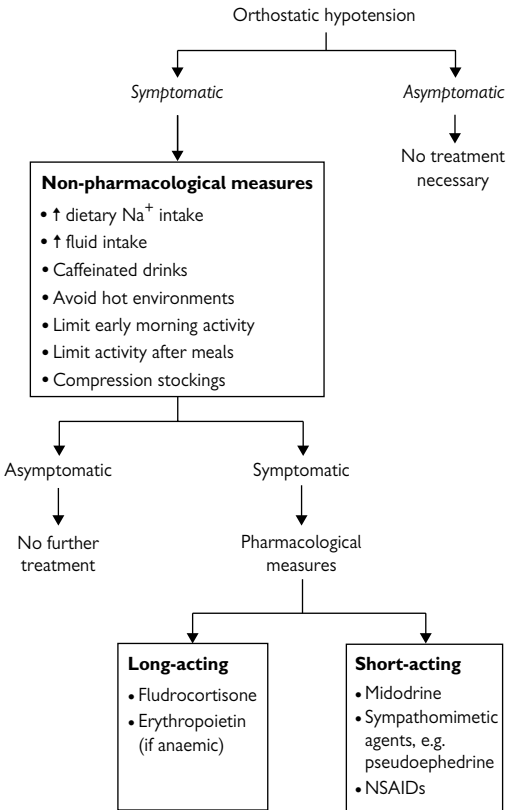 Orthostatic hypotension
Symptomatic
Asymptomatic
No treatment
necessary
Non-pharmacological measures
• ↑ dietary Na⁺ intake
• ↑ fluid intake
• Caffeinated drinks
• Avoid hot environments
• Limit early morning activity
• Limit activity after meals
• Compression stockings
Asymptomatic
Symptomatic
No further
treatment
Pharmacological
measures
Long-acting
• Fludrocortisone
• Erythropoietin
(if anaemic)
Short-acting
• Midodrine
• Sympathomimetic
agents, e.g.
pseudoephedrine
• NSAIDs